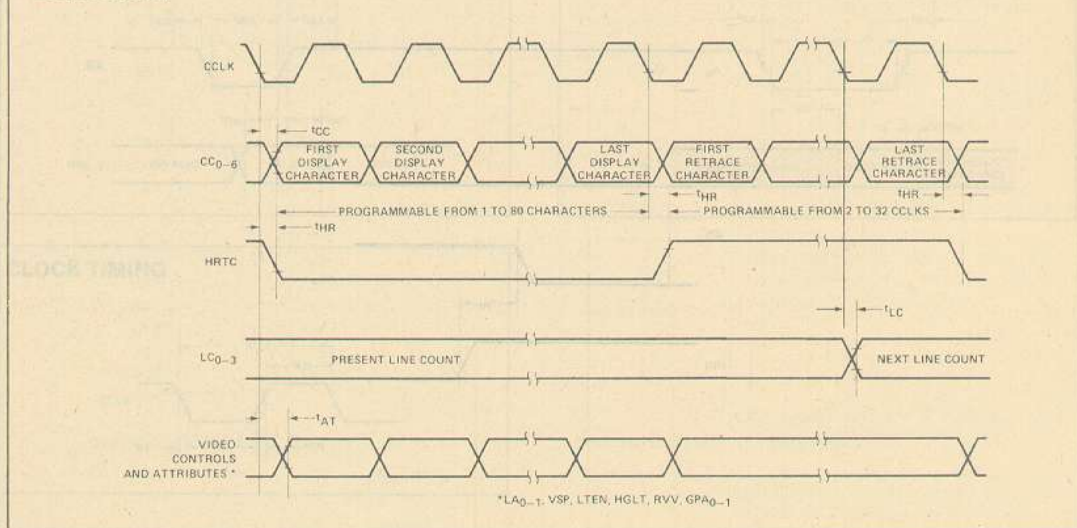 CCLK
tCC
CC0–6
FIRST DISPLAY CHARACTER
SECOND DISPLAY CHARACTER
LAST DISPLAY CHARACTER
FIRST RETRACE CHARACTER
LAST RETRACE CHARACTER
tHR
tHR
PROGRAMMABLE FROM 1 TO 80 CHARACTERS
PROGRAMMABLE FROM 2 TO 32 CCLKS
tHR
HRTC
CLOCK TIMING
tLC
LC0–3
PRESENT LINE COUNT
NEXT LINE COUNT
tAT
VIDEO
CONTROLS
AND ATTRIBUTES *
*LA0–1, VSP, LTEN, HGLT, RVV, GPA0–1